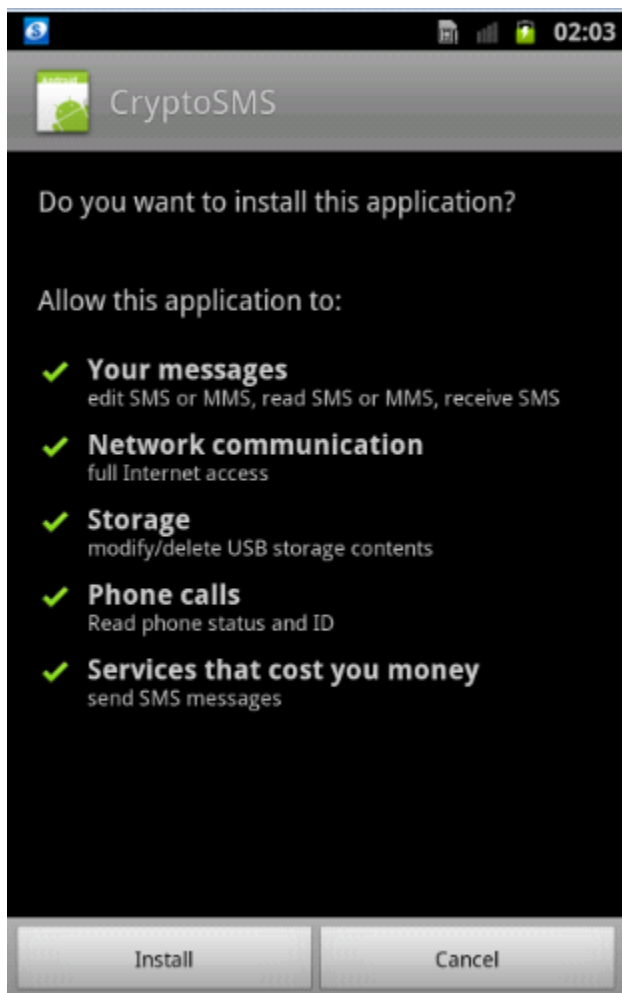 02:03
CryptoSMS
Do you want to install this application?
Allow this application to:
Your messages
edit SMS or MMS, read SMS or MMS, receive SMS
Network communication
full Internet access
Storage
modify/delete USB storage contents
Phone calls
Read phone status and ID
Services that cost you money
send SMS messages
Install Cancel